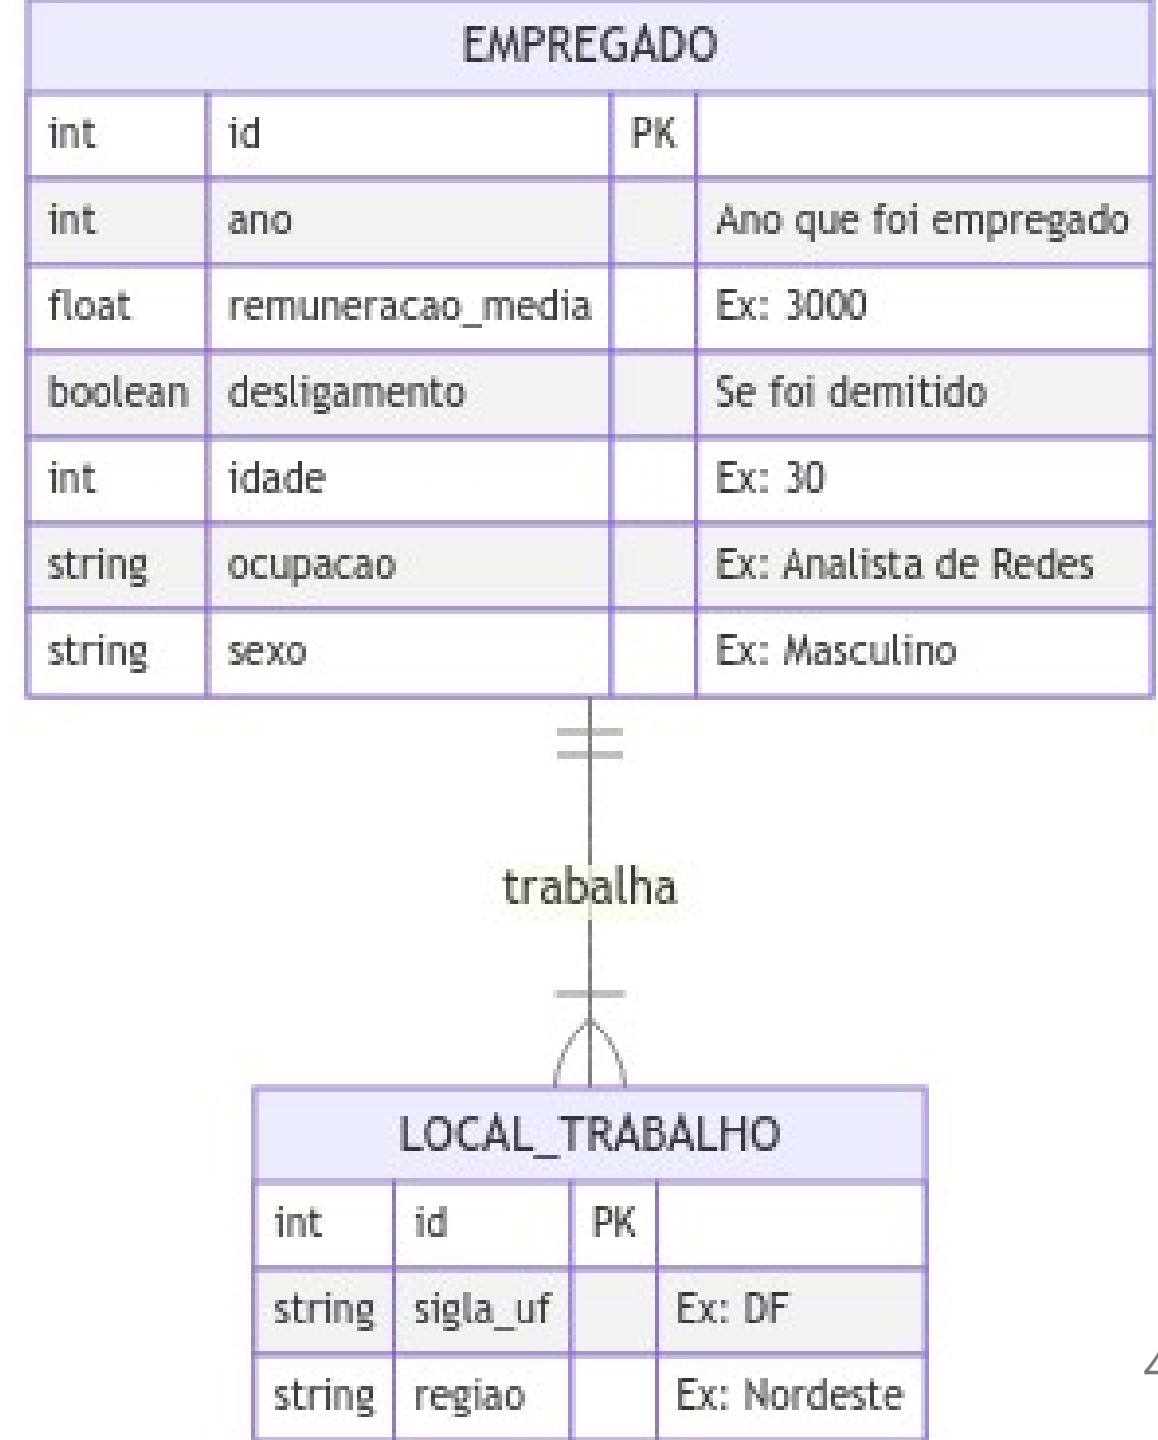 EMPREGADO
int id PK
int ano Ano que foi empregado
float remuneracao_media Ex: 3000
boolean desligamento Se foi demitido
int idade Ex: 30
string ocupacao Ex: Analista de Redes
string sexo Ex: Masculino
trabalha
LOCAL_TRABALHO
int id PK
string sigla_uf Ex: DF
string regiao Ex: Nordeste